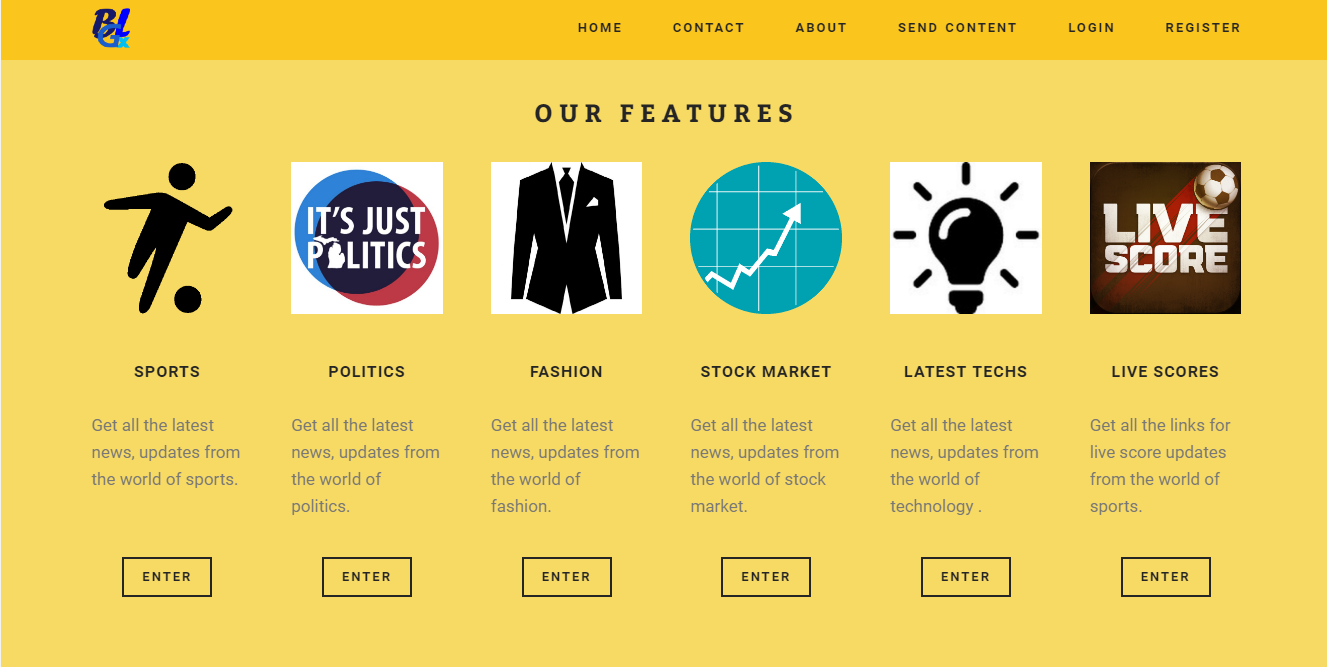 BLGx
HOME CONTACT ABOUT SEND CONTENT LOGIN REGISTER
OUR FEATURES
IT'S JUST
POLITICS
LIVE
SCORE
SPORTS
Get all the latest
news, updates from
the world of sports.
ENTER
POLITICS
Get all the latest
news, updates from
the world of
politics.
ENTER
FASHION
Get all the latest
news, updates from
the world of
fashion.
ENTER
STOCK MARKET
Get all the latest
news, updates from
the world of stock
market.
ENTER
LATEST TECHS
Get all the latest
news, updates from
the world of
technology .
ENTER
LIVE SCORES
Get all the links for
live score updates
from the world of
sports.
ENTER